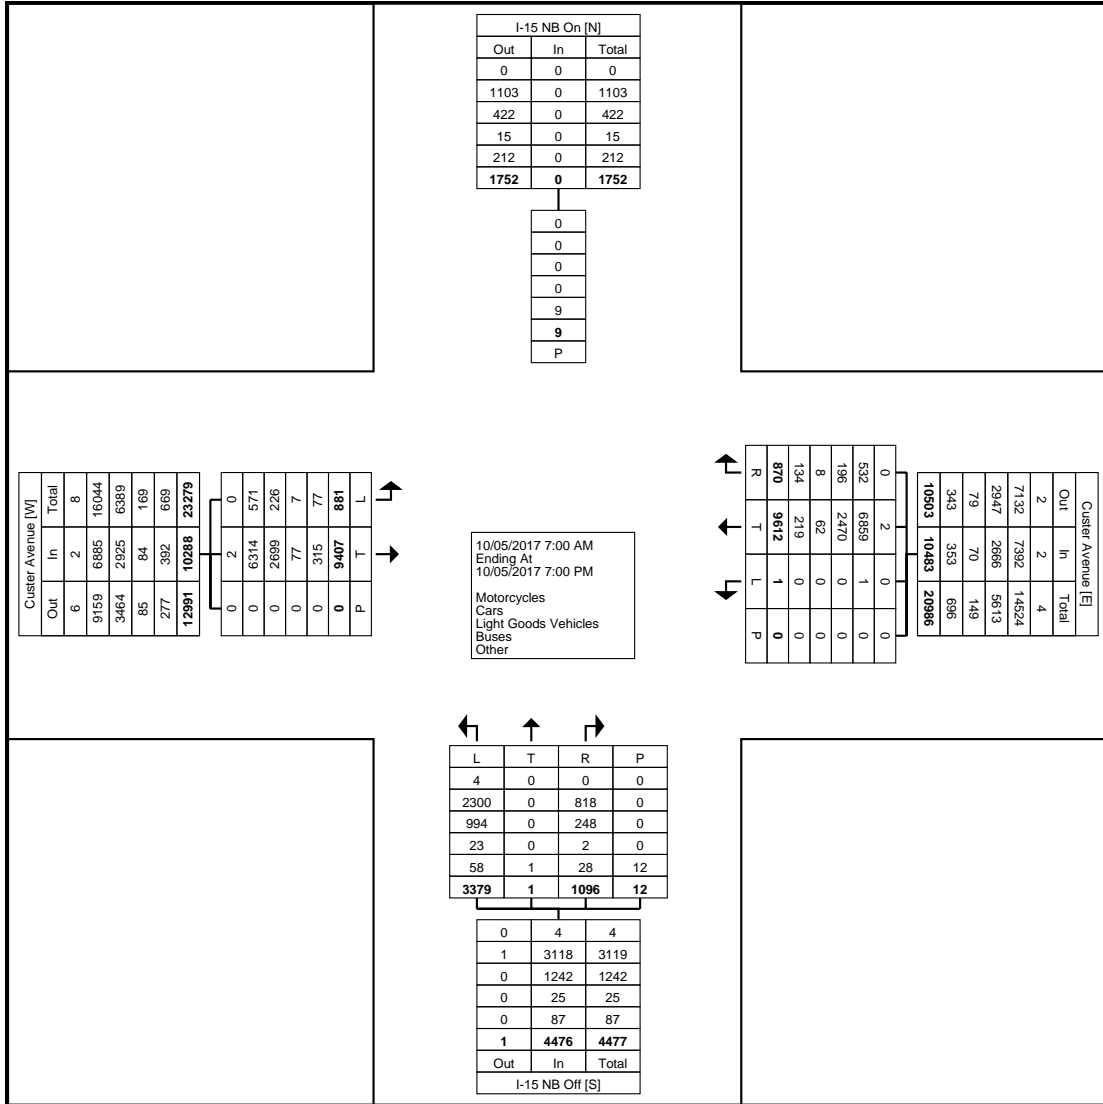 I-15 NB On [N]
Out In Total
0 0 0
1103 0 1103
422 0 422
15 0 15
212 0 212
1752 0 1752
0
0
0
0
9
9
P
Custer Avenue [W]
Total In Out
8 2 6
16044 6885 9159
6389 2925 3464
169 84 85
669 392 277
23279 10288 12991
0 2 0
571 6314 0
226 2699 0
7 77 0
77 315 0
881 9407 0
L T P
10/05/2017 7:00 AM
Ending At
10/05/2017 7:00 PM
Motorcycles
Cars
Light Goods Vehicles
Buses
Other
Custer Avenue [E]
Out In Total
2 2 4
7132 7392 14524
2947 2666 5613
79 70 149
343 353 696
10503 10483 20986
0 2 0 0
532 6859 1 0
196 2470 0 0
8 62 0 0
134 219 0 0
870 9612 1 0
R T L P
L T R P
4 0 0 0
2300 0 818 0
994 0 248 0
23 0 2 0
58 1 28 12
3379 1 1096 12
0 4 4
1 3118 3119
0 1242 1242
0 25 25
0 87 87
1 4476 4477
Out In Total
I-15 NB Off [S]